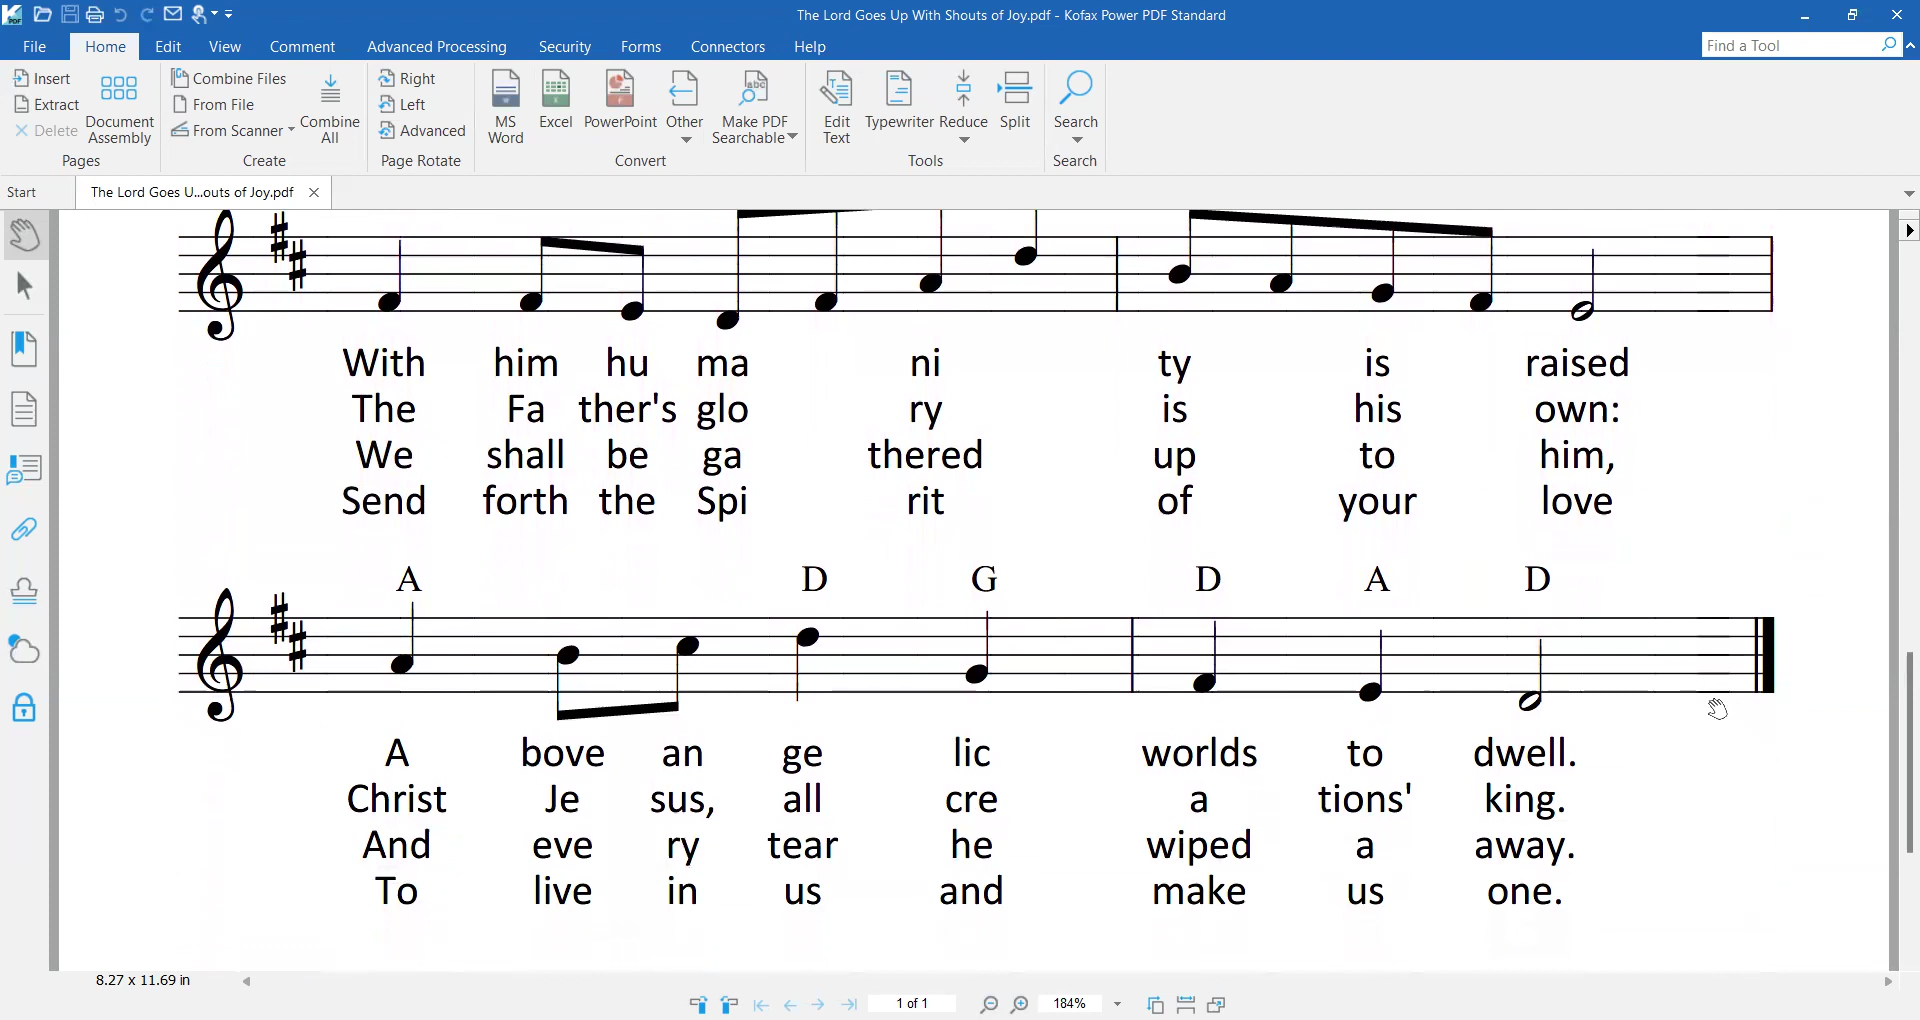 The Lord Goes Up With Shouts of Joy.pdf - Kofax Power PDF Standard
File Home Edit View Comment Advanced Processing Security Forms Connectors Help Find a Tool
Insert
Extract
Delete
Document Assembly
Pages
Combine Files
From File
From Scanner
Combine All
Create
Right
Left
Advanced
Page Rotate
MS Word
Excel
PowerPoint
Other
Make PDF Searchable
Convert
Edit Text
Typewriter
Reduce
Split
Tools
Search
Search
Start The Lord Goes U...outs of Joy.pdf
With him hu ma ni ty is raised
The Fa ther's glo ry is his own:
We shall be ga thered up to him,
Send forth the Spi rit of your love
A D G D A D
A bove an ge lic worlds to dwell.
Christ Je sus, all cre a tions' king.
And eve ry tear he wiped a away.
To live in us and make us one.
8.27 x 11.69 in
1 of 1 184%